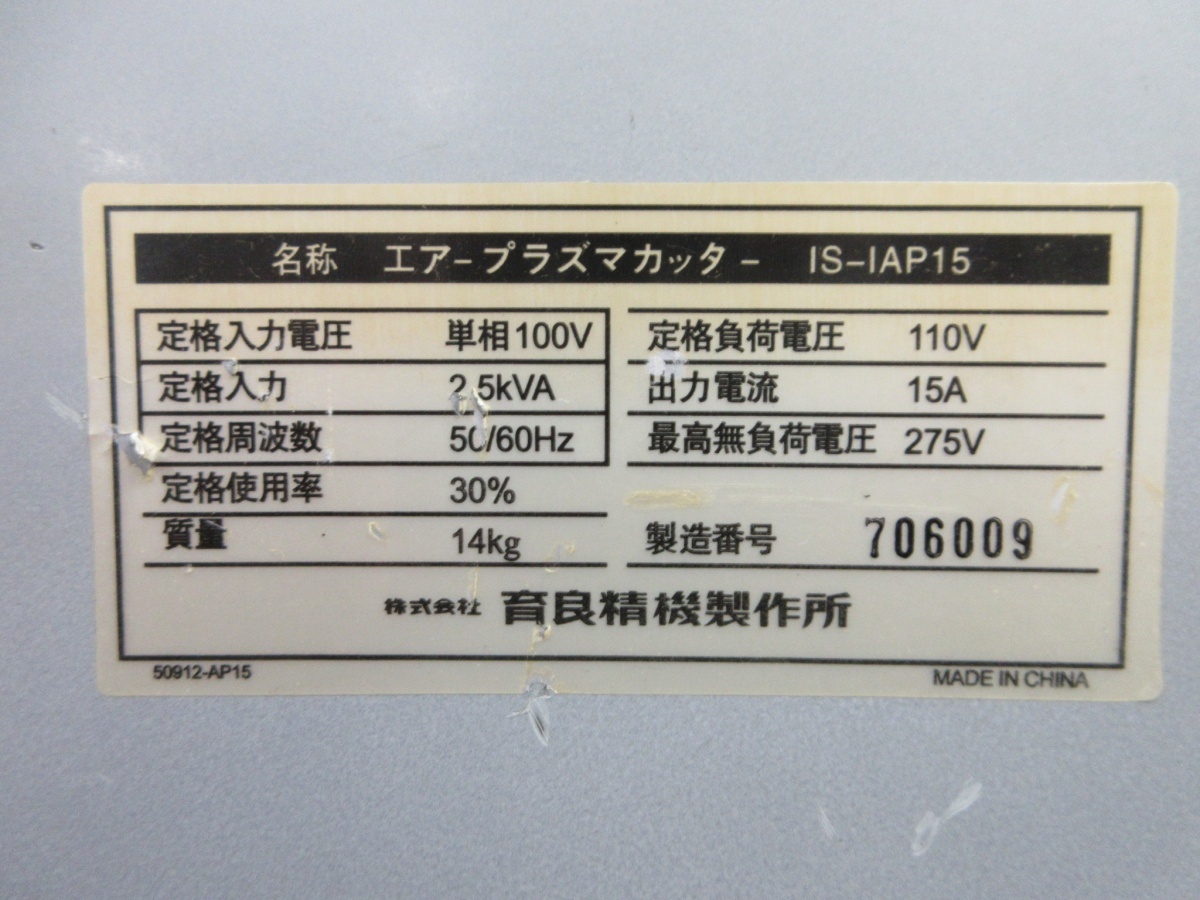 名称 エアープラズマカッター IS-IAP15
定格入力電圧 単相100V
定格入力 2.5kVA
定格周波数 50/60Hz
定格使用率 30%
質量 14kg
定格負荷電圧 110V
出力電流 15A
最高無負荷電圧 275V
製造番号 706009
株式会社 育良精機製作所
50912-AP15
MADE IN CHINA